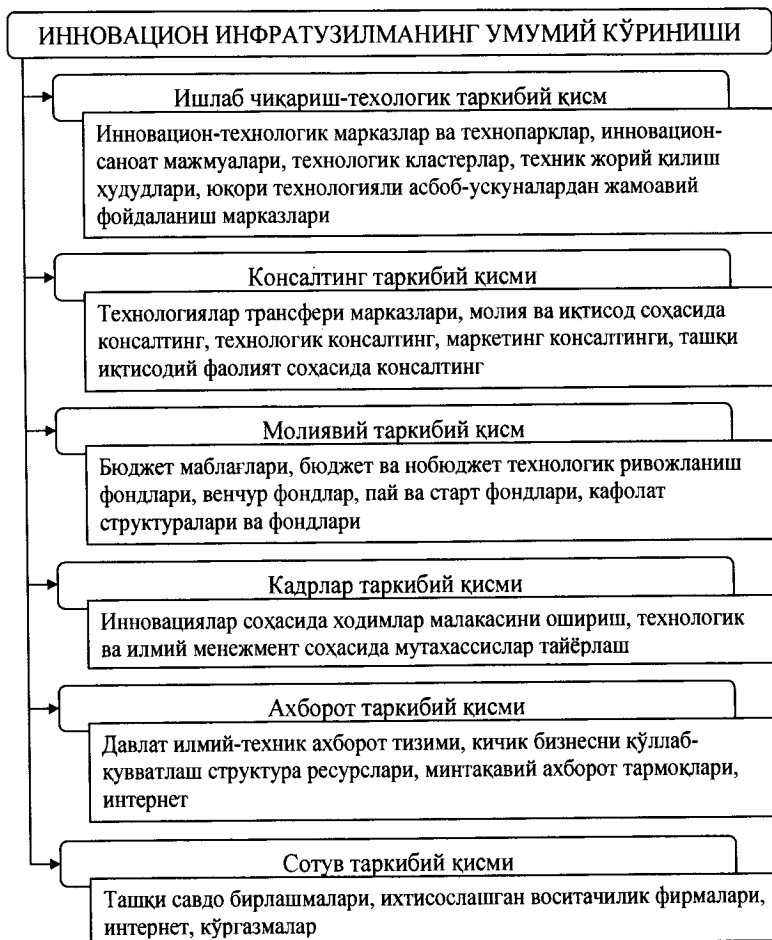 ИННОВАЦИОН ИНФРАТУЗИЛМАНИНГ УМУМИЙ КЎРИНИШИ
Ишлаб чиқариш-техологик таркибий қисм
Инновацион-технологик марказлар ва технопарклар, инновацион-
саноат мажмуалари, технологик кластерлар, техник жорий қилиш
ҳудудлари, юқори технологияли асбоб-ускуналардан жамоавий
фойдаланиш марказлари
Консалтинг таркибий қисми
Технологиялар трансфери марказлари, молия ва иқтисод соҳасида
консалтинг, технологик консалтинг, маркетинг консалтинги, ташқи
иқтисодий фаолият соҳасида консалтинг
Молиявий таркибий қисм
Бюджет маблағлари, бюджет ва нобюджет технологик ривожланиш
фондлари, венчур фондлар, пай ва старт фондлари, кафолат
структуралари ва фондлари
Кадрлар таркибий қисми
Инновациялар соҳасида ходимлар малакасини ошириш, технологик
ва илмий менежмент соҳасида мутахассислар тайёрлаш
Ахборот таркибий қисми
Давлат илмий-техник ахборот тизими, кичик бизнесни қўллаб-
қувватлаш структура ресурслари, минтақавий ахборот тармоқлари,
интернет
Сотув таркибий қисми
Ташқи савдо бирлашмалари, ихтисослашган воситачилик фирмалари,
интернет, кўргазмалар